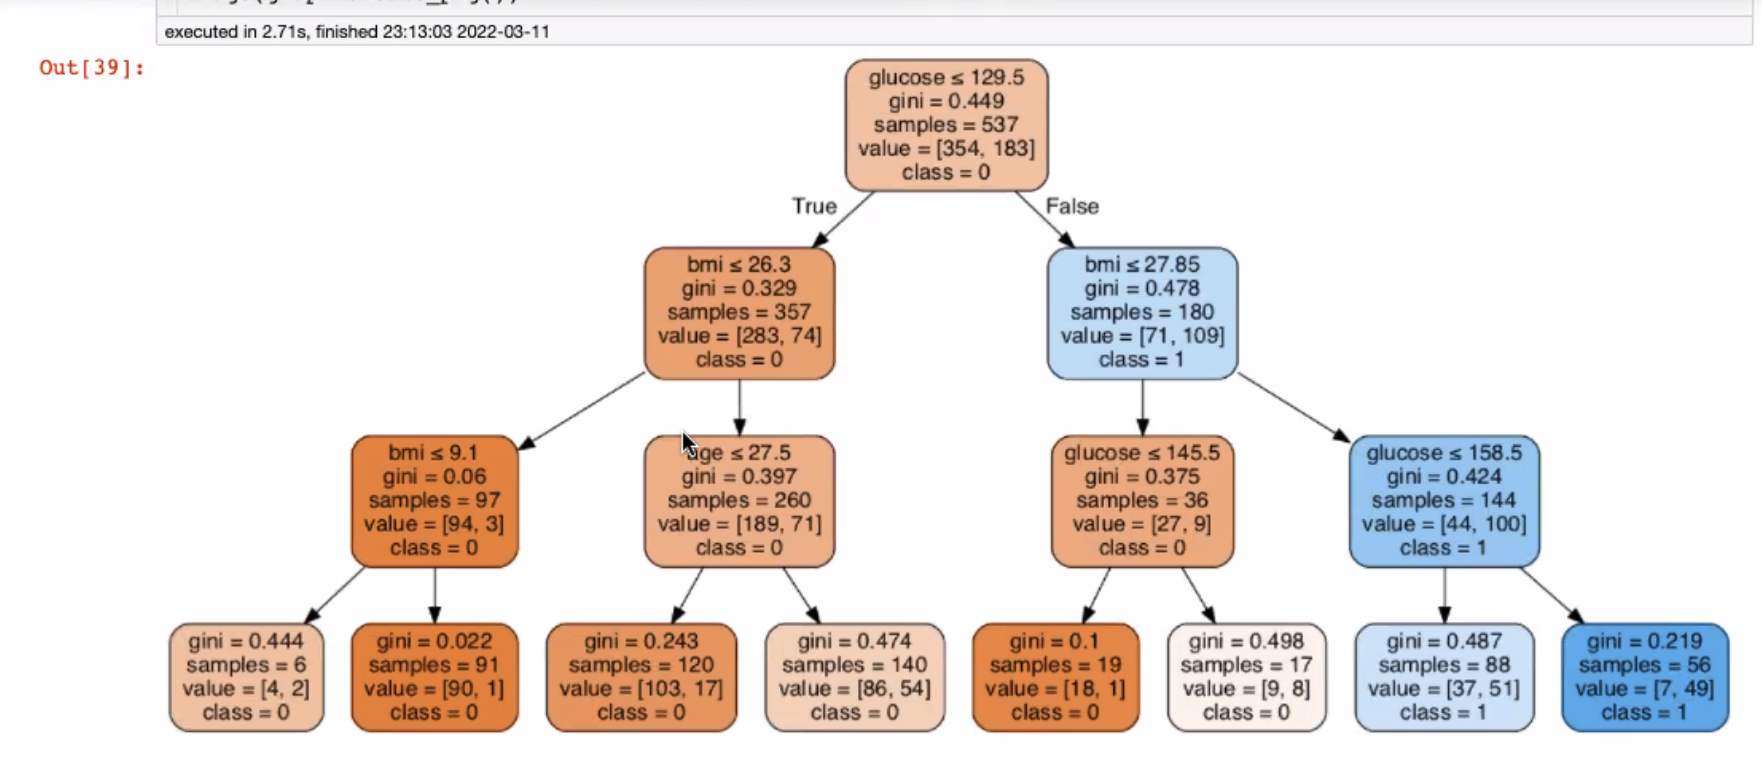 executed in 2.71s, finished 23:13:03 2022-03-11
Out[39]:
glucose ≤ 129.5
gini = 0.449
samples = 537
value = [354, 183]
class = 0
True
False
bmi ≤ 26.3
gini = 0.329
samples = 357
value = [283, 74]
class = 0
bmi ≤ 27.85
gini = 0.478
samples = 180
value = [71, 109]
class = 1
bmi ≤ 9.1
gini = 0.06
samples = 97
value = [94, 3]
class = 0
age ≤ 27.5
gini = 0.397
samples = 260
value = [189, 71]
class = 0
glucose ≤ 145.5
gini = 0.375
samples = 36
value = [27, 9]
class = 0
glucose ≤ 158.5
gini = 0.424
samples = 144
value = [44, 100]
class = 1
gini = 0.444
samples = 6
value = [4, 2]
class = 0
gini = 0.022
samples = 91
value = [90, 1]
class = 0
gini = 0.243
samples = 120
value = [103, 17]
class = 0
gini = 0.474
samples = 140
value = [86, 54]
class = 0
gini = 0.1
samples = 19
value = [18, 1]
class = 0
gini = 0.498
samples = 17
value = [9, 8]
class = 0
gini = 0.487
samples = 88
value = [37, 51]
class = 1
gini = 0.219
samples = 56
value = [7, 49]
class = 1